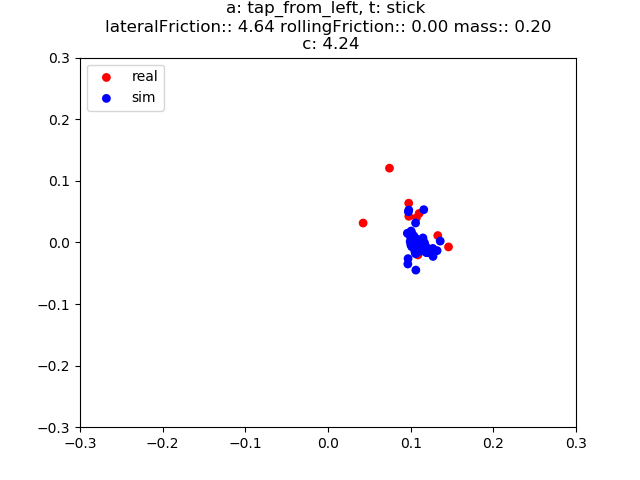 a: tap_from_left, t: stick
lateralFriction:: 4.64 rollingFriction:: 0.00 mass:: 0.20
c: 4.24
real
sim
0.3
0.2
0.1
0.0
−0.1
−0.2
−0.3
−0.3
−0.2
−0.1
0.0
0.1
0.2
0.3